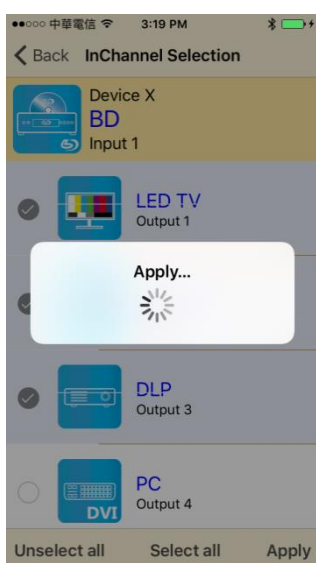 中華電信 3:19 PM
Back InChannel Selection
Device X
BD
Input 1
LED TV
Output 1
Apply...
DLP
Output 3
PC
Output 4
DVI
Unselect all Select all Apply